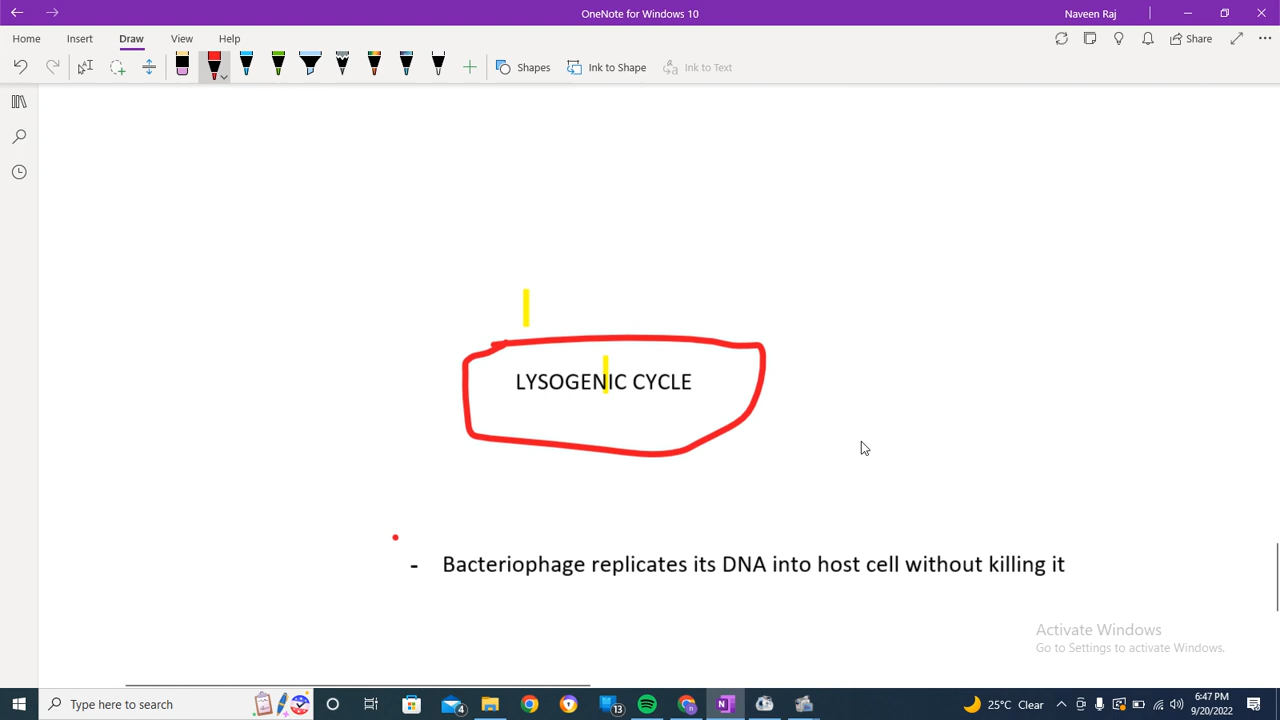 OneNote for Windows 10
Naveen Raj
Home Insert Draw View Help
Share
Shapes Ink to Shape Ink to Text
LYSOGENIC CYCLE
- Bacteriophage replicates its DNA into host cell without killing it
Activate Windows
Go to Settings to activate Windows.
Type here to search
4
13
N
n
N
25°C Clear
6:47 PM
9/20/2022